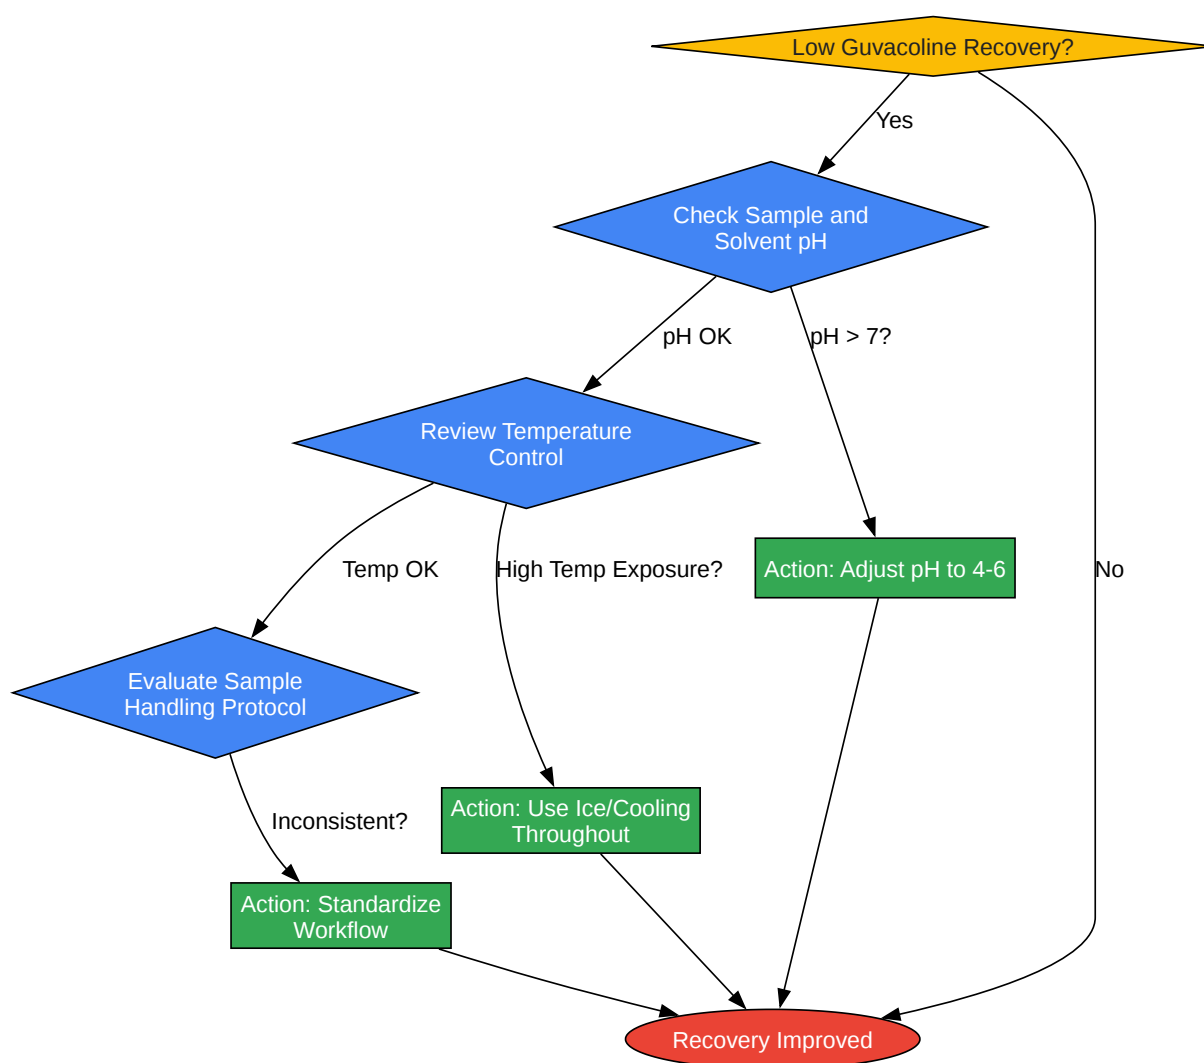 Low Guvacoline Recovery?
Yes
Check Sample and
Solvent pH
pH OK
pH > 7?
Review Temperature
Control
Temp OK
High Temp Exposure?
Action: Adjust pH to 4-6
No
Evaluate Sample
Handling Protocol
Inconsistent?
Action: Use Ice/Cooling
Throughout
Action: Standardize
Workflow
Recovery Improved